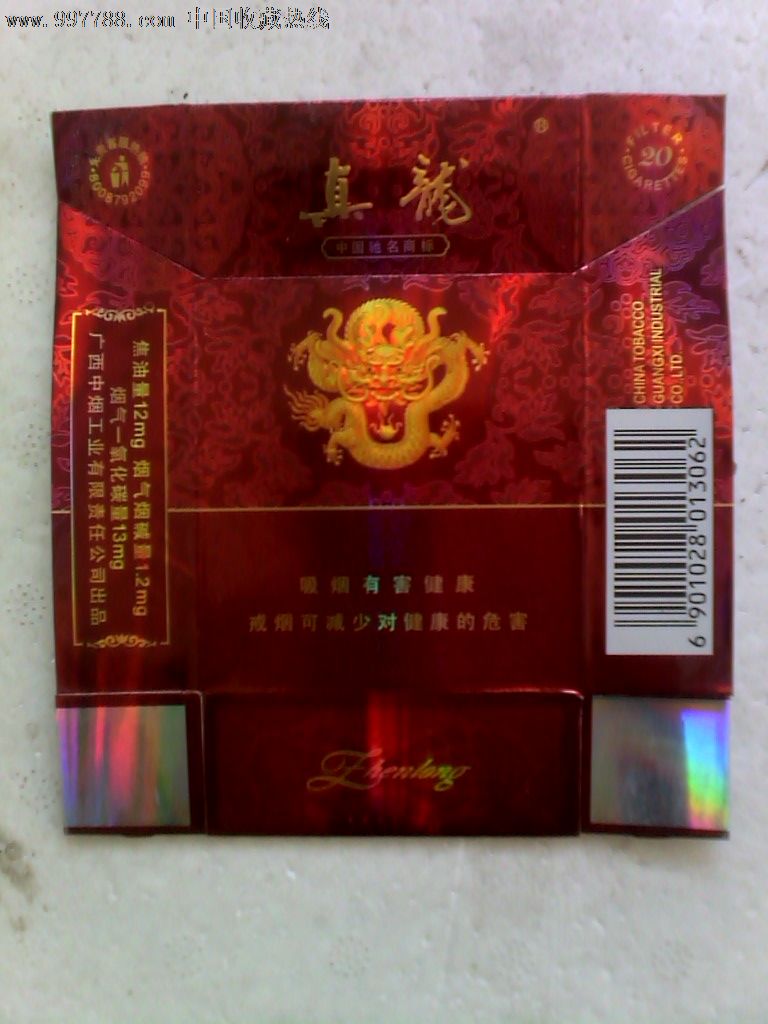 www.997788.com 中国收藏热线
8008792099
真龍
®
中国驰名商标
FILTER
20
CIGARETTES
焦油量12mg 烟气烟碱量1.2mg
烟气一氧化碳量13mg
广西中烟工业有限责任公司出品
CHINA TOBACCO
GUANGXI INDUSTRIAL
CO.,LTD.
6 901028 013062
吸烟有害健康
戒烟可减少对健康的危害
Zhenlong